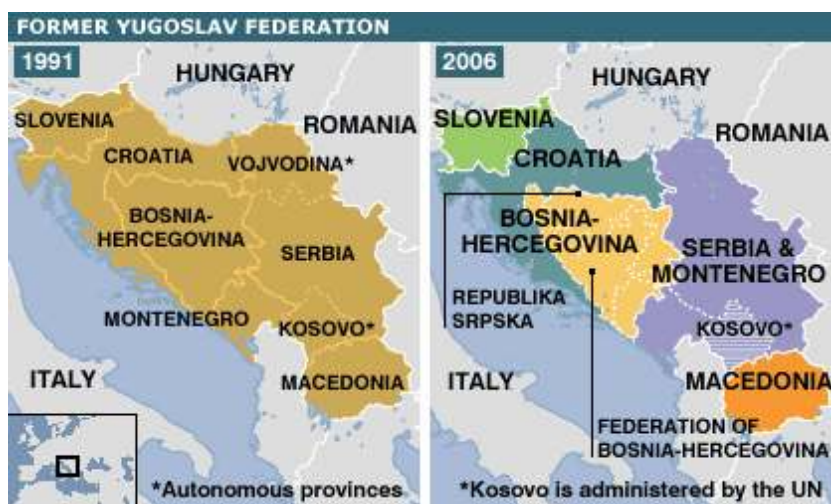 FORMER YUGOSLAV FEDERATION
1991
HUNGARY
SLOVENIA
ROMANIA
CROATIA
VOJVODINA*
BOSNIA-
HERCEGOVINA
SERBIA
MONTENEGRO
KOSOVO*
ITALY
MACEDONIA
*Autonomous provinces
2006
HUNGARY
SLOVENIA
ROMANIA
CROATIA
BOSNIA-
HERCEGOVINA
SERBIA &
MONTENEGRO
REPUBLIKA
SRPSKA
KOSOVO*
ITALY
MACEDONIA
FEDERATION OF
BOSNIA-HERCEGOVINA
*Kosovo is administered by the UN